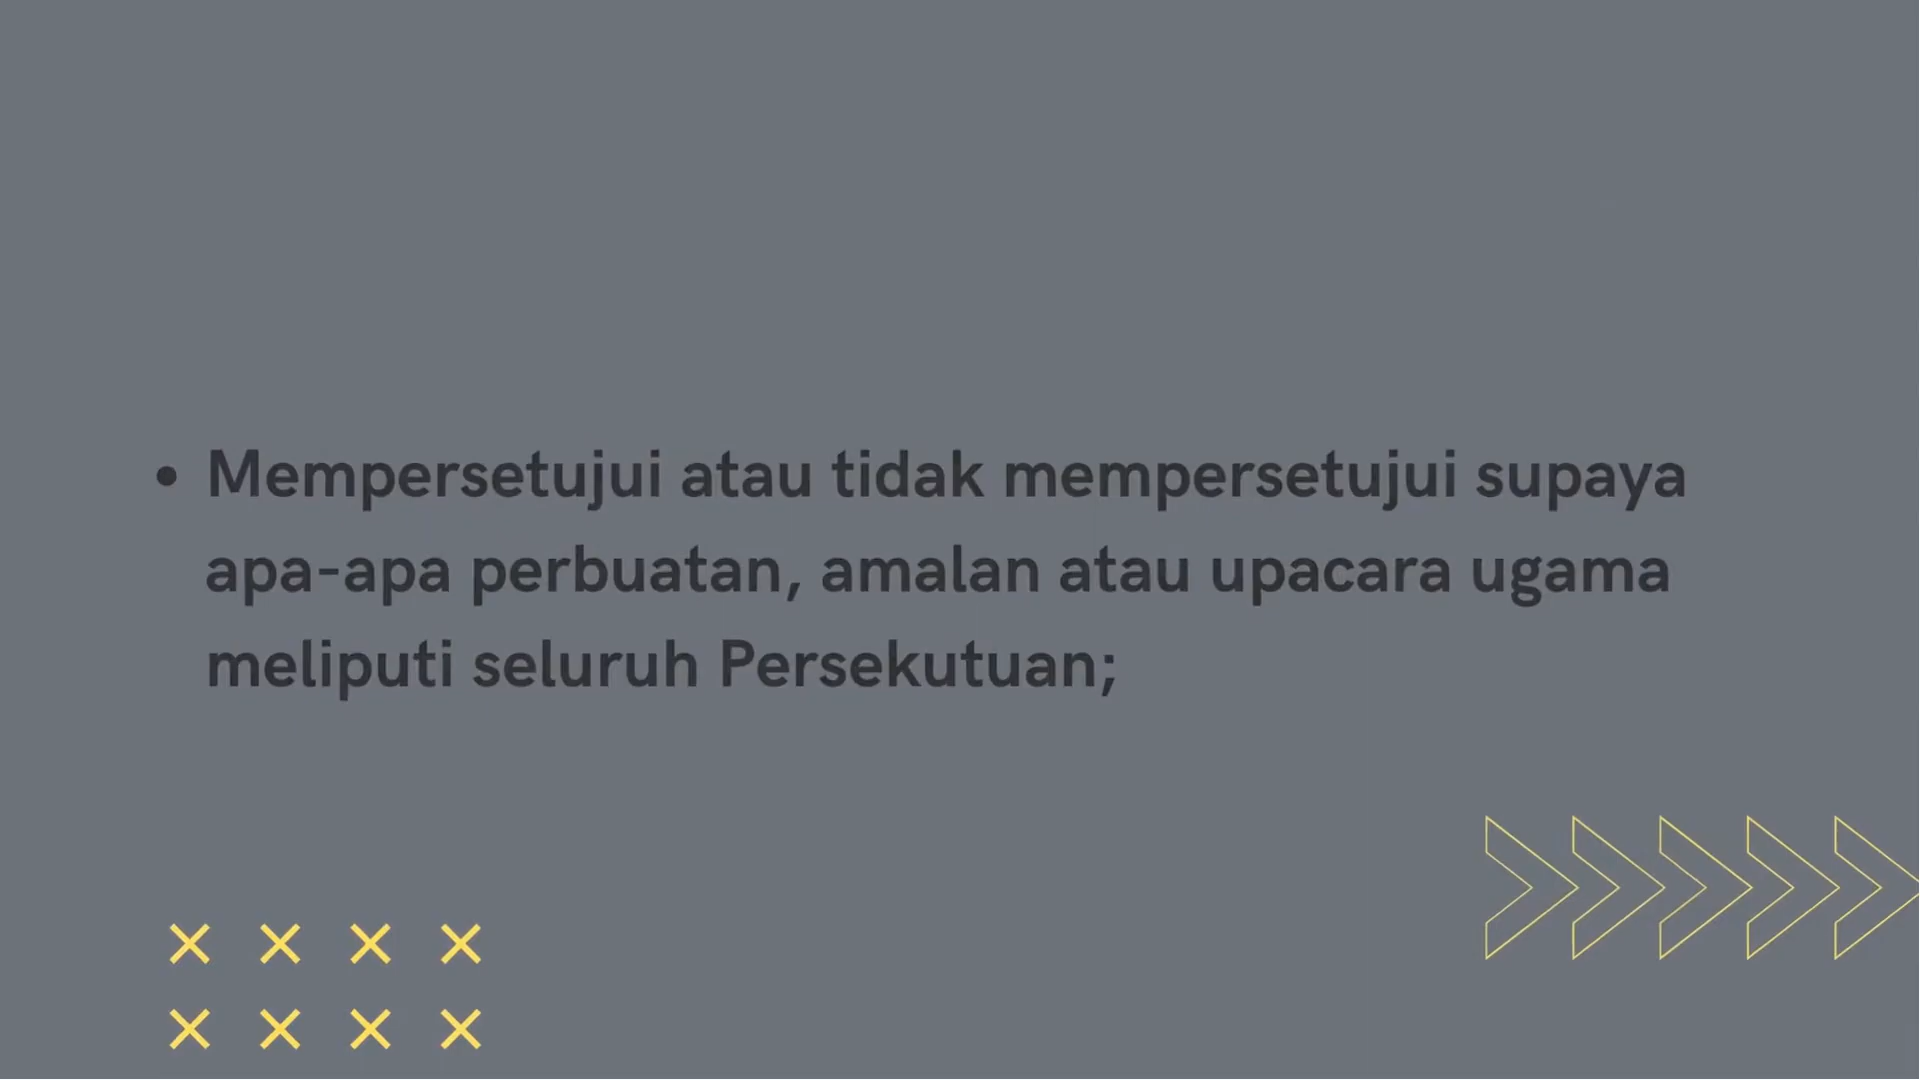 • Mempersetujui atau tidak mempersetujui supaya
apa-apa perbuatan, amalan atau upacara ugama
meliputi seluruh Persekutuan;